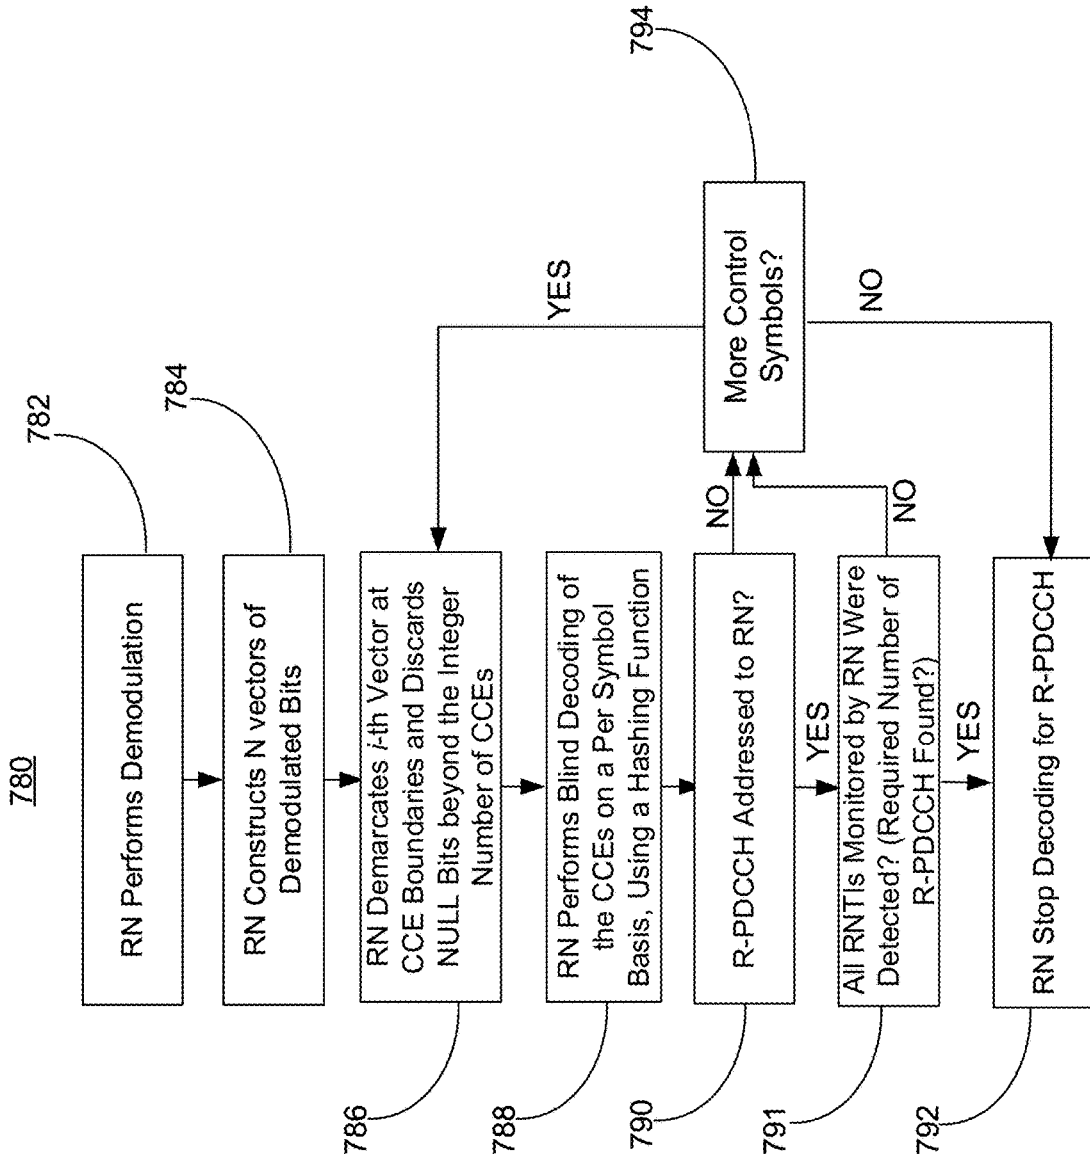 780
RN Performs Demodulation
782
RN Constructs N vectors of
Demodulated Bits
784
RN Demarcates i-th Vector at
CCE Boundaries and Discards
NULL Bits beyond the Integer
Number of CCEs
786
YES
RN Performs Blind Decoding of
the CCEs on a Per Symbol
Basis, Using a Hashing Function
788
R-PDCCH Addressed to RN?
790
NO
More Control
Symbols?
794
YES
All RNTIs Monitored by RN Were
Detected? (Required Number of
R-PDCCH Found?)
791
NO
NO
YES
RN Stop Decoding for R-PDCCH
792